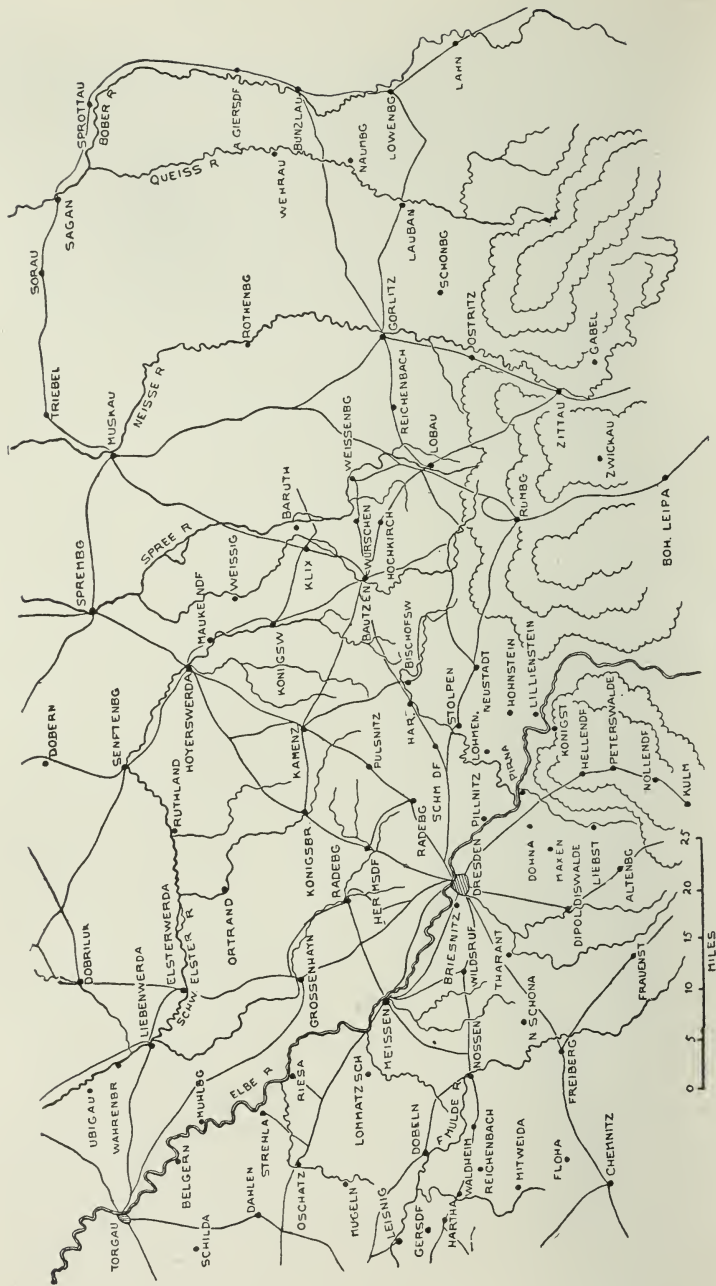 TORGAU
SCHILDA
BELGERN
DAHLEN
MUHLBG
ELBE R
STREHLA
OSCHATZ
RIESA
MUGELN
LOMMATZSCH
LEISNIG
GERSDF
HARTHA
DOBELN
F MULDE R
WALDHEIM
REICHENBACH
MITWEIDA
FLOHA
CHEMNITZ
FREIBERG
NOSSEN
N SCHONA
FRAUENST
MEISSEN
UBIGAU
WAHRENBR
LIEBENWERDA
SCHW. ELSTER R
DOBRILUK
ELSTERWERDA
GROSSENHAYN
ORTRAND
RUTHLAND
RADEBG
HERMSDF
KONIGSBR
BRIESNITZ
WILDSRUF
THARANT
DRESDEN
DOHNA
MAXEN
DIPOLDISWALDE
LIEBST
ALTENBG
DOBERN
SENFTENBG
HOYERSWERDA
KAMENZ
PULSNITZ
RADEBG
SCHM DF
HART
BISCHOFSW
STOLPEN
LOHMEN
PILLNITZ
PIRNA
NEUSTADT
HOHNSTEIN
LILLIENSTEIN
KONIGST
HELLENDF
PETERSWALDE
NOLLENDF
KULM
SPREMBG
SPREE R
MAUKENDF
WEISSIG
KONIGSW
KLIX
BARUTH
BAUTZEN
WURSCHEN
HOCHKIRCH
WEISSENBG
LOBAU
REICHENBACH
RUMBG
ZWICKAU
BOH. LEIPA
MUSKAU
TRIEBEL
SORAU
NEISSE R
ROTHENBG
GORLITZ
SCHONBG
OSTRITZ
ZITTAU
GABEL
SAGAN
SPROTTAU
BOBER R
QUEISS R
A GIERSDF
WEHRAU
BUNZLAU
NAUMBG
LOWENBG
LAUBAN
LAHN
0 5 10 15 20 25
MILES